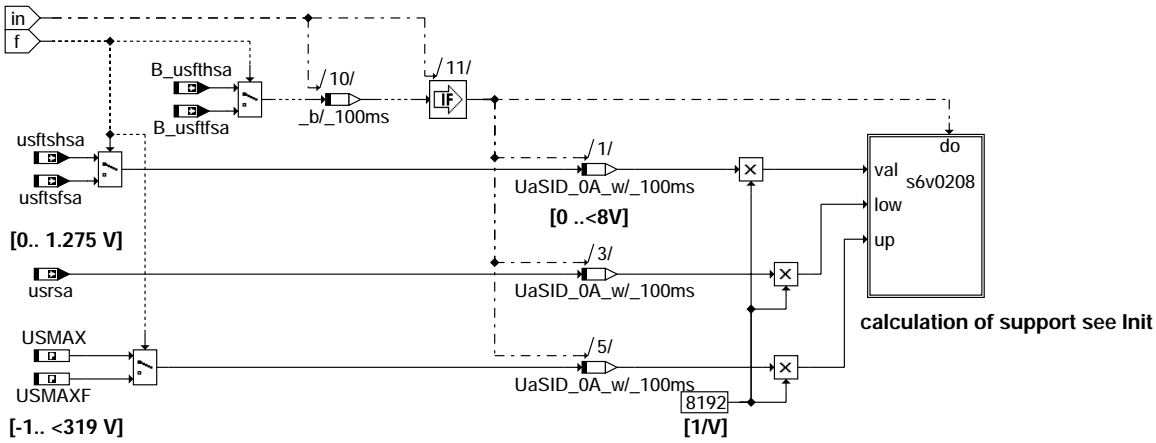 in
f
B_usfthsa
B_usftfsa
/10/
_b/_100ms
/11/
IF
usftshsa
usftsfsa
[0.. 1.275 V]
/1/
UaSID_0A_w/_100ms
[0 ..<8V]
do
val
s6v0208
low
up
usrsa
/3/
UaSID_0A_w/_100ms
calculation of support see Init
USMAX
P
P
USMAXF
[-1.. <319 V]
/5/
UaSID_0A_w/_100ms
8192
[1/V]